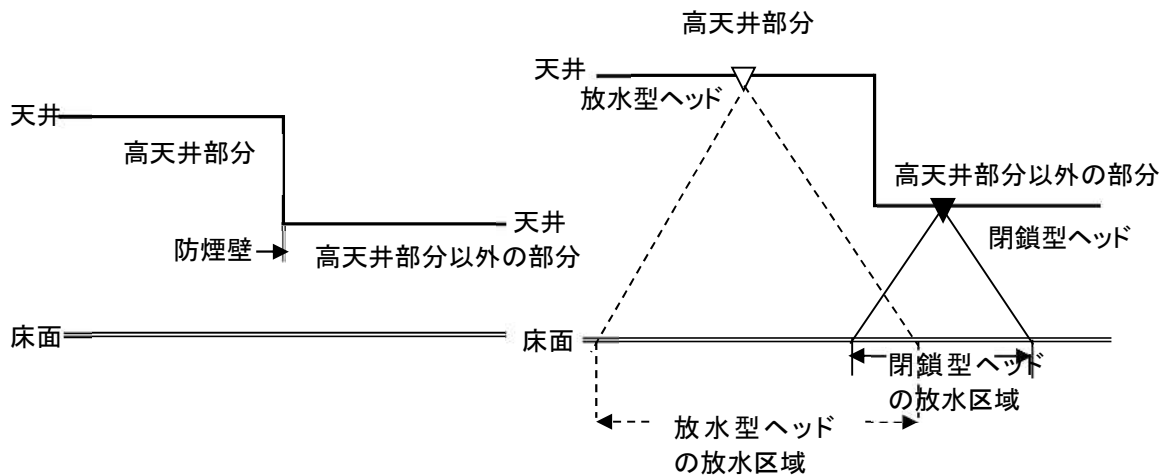 天井
高天井部分
天井
防煙壁
高天井部分以外の部分
床面
高天井部分
天井
放水型ヘッド
高天井部分以外の部分
閉鎖型ヘッド
床面
閉鎖型ヘッド
の放水区域
放水型ヘッド
の放水区域